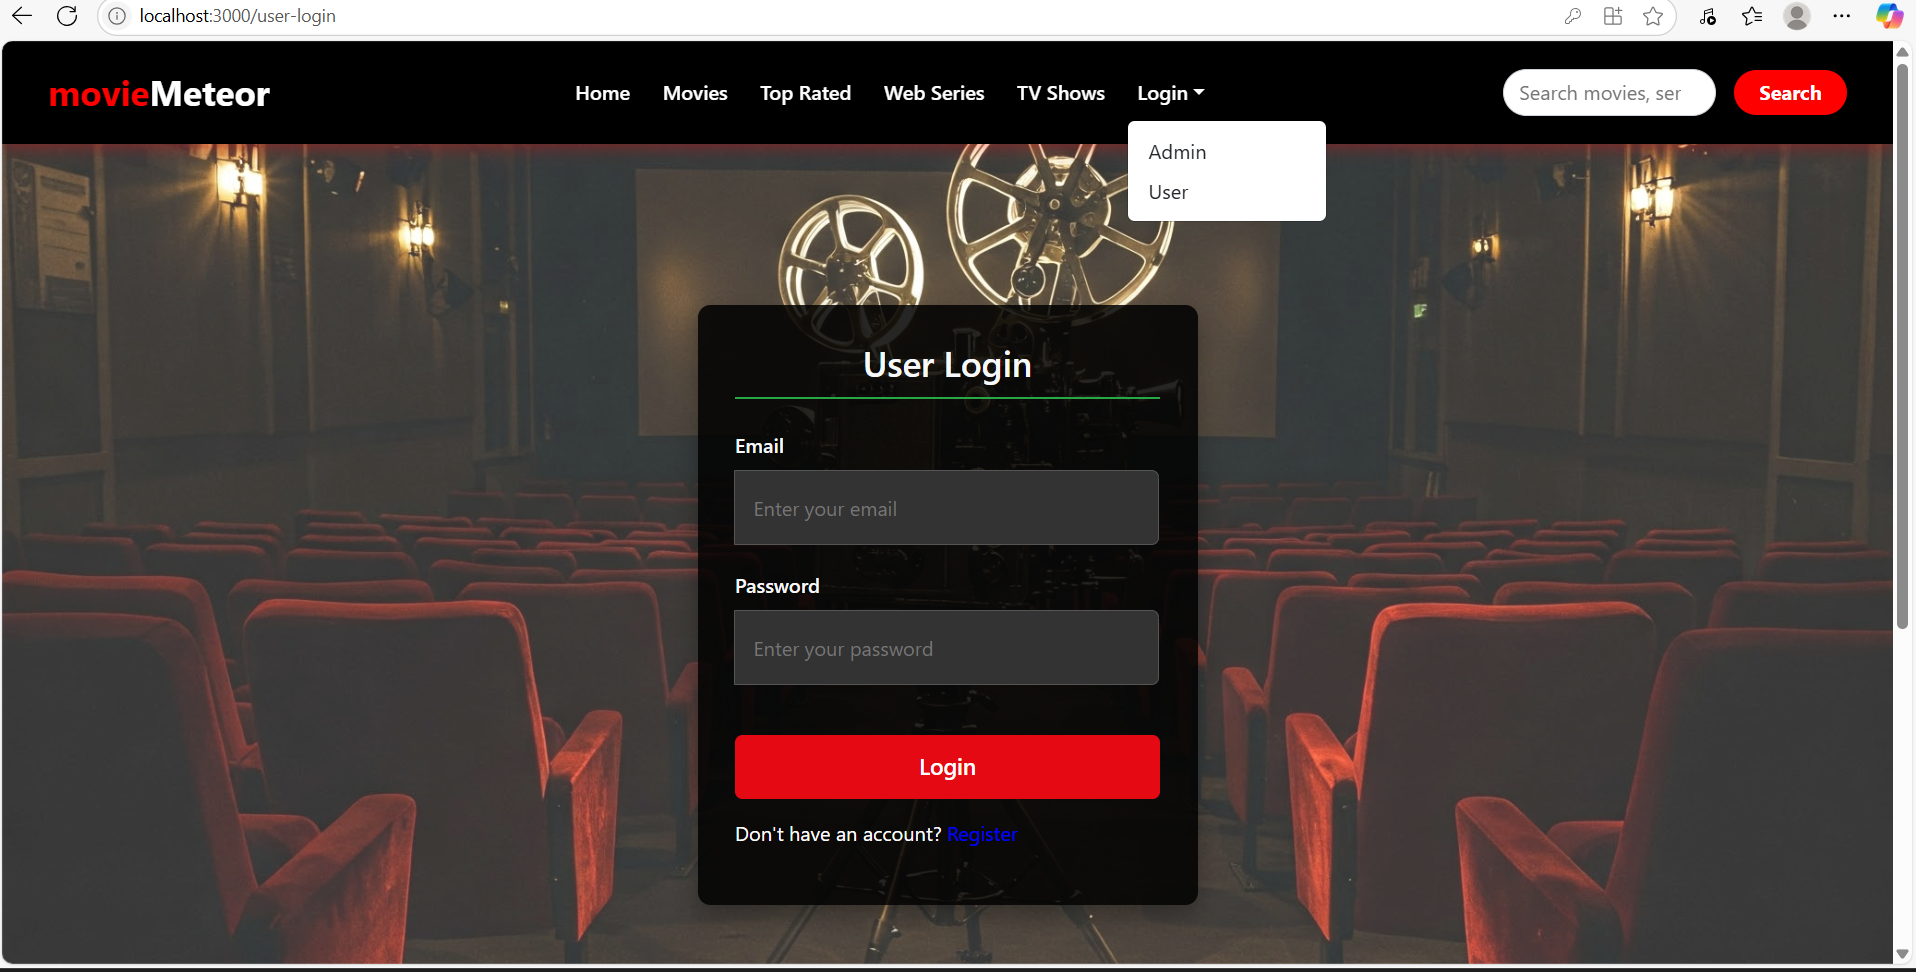 localhost:3000/user-login
movieMeteor
Home Movies Top Rated Web Series TV Shows Login
Search movies, ser
Search
Admin
User
User Login
Email
Enter your email
Password
Enter your password
Login
Don't have an account? Register